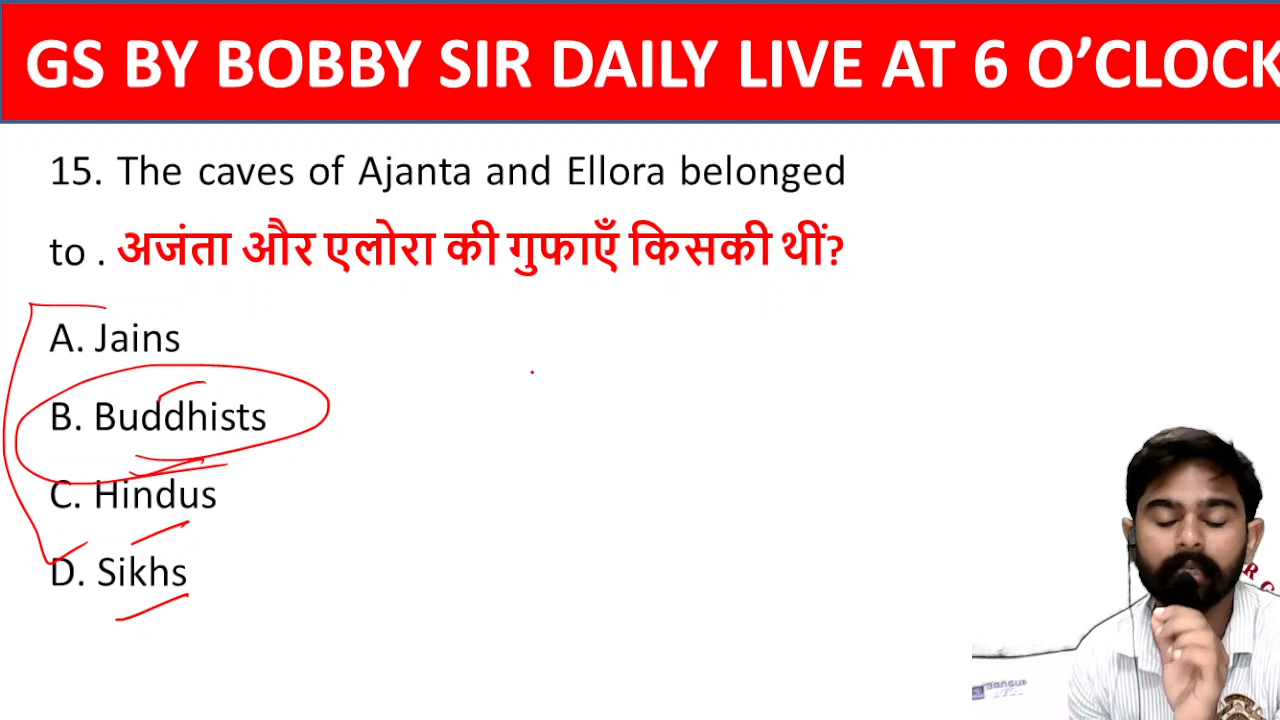 GS BY BOBBY SIR DAILY LIVE AT 6 O’CLOCK
15. The caves of Ajanta and Ellora belonged
to . अजंता और एलोरा की गुफाएँ किसकी थीं?
A. Jains
B. Buddhists
C. Hindus
D. Sikhs